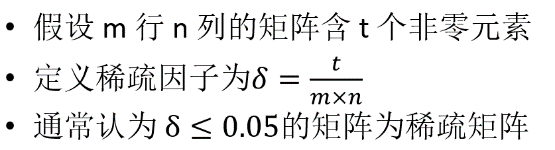 • 假设 m 行 n 列的矩阵含 t 个非零元素
• 定义稀疏因子为δ = t/(m×n)
• 通常认为 δ ≤ 0.05的矩阵为稀疏矩阵